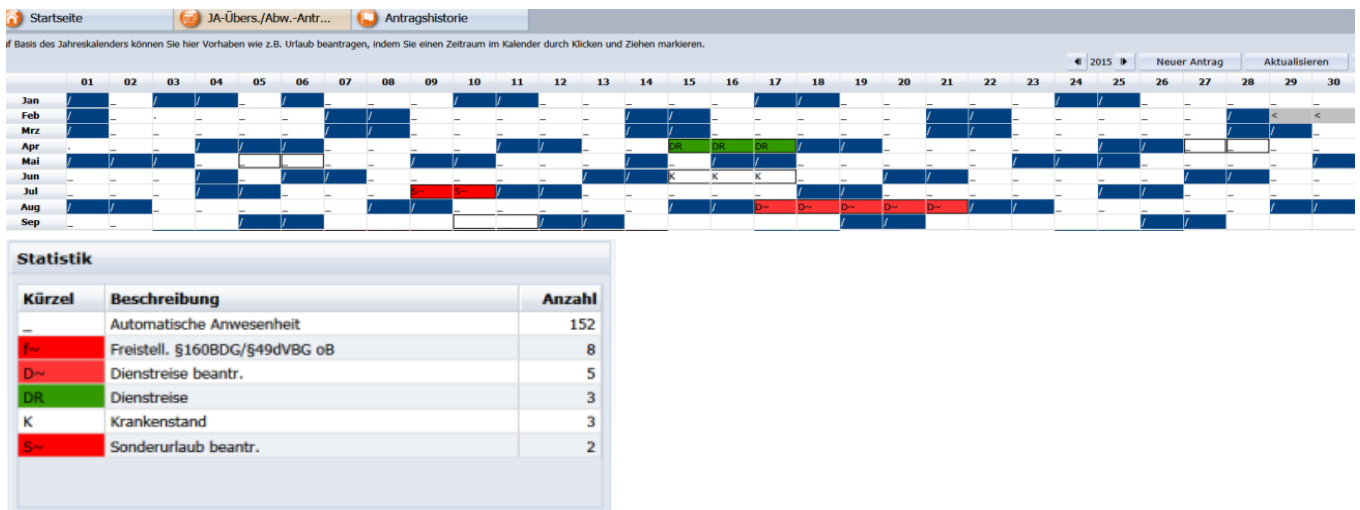 Startseite
JA-Übers./Abw.-Antr...
Antragshistorie
f Basis des Jahreskalenders können Sie hier Vorhaben wie z.B. Urlaub beantragen, indem Sie einen Zeitraum im Kalender durch Klicken und Ziehen markieren.
2015 Neuer Antrag Aktualisieren
01 02 03 04 05 06 07 08 09 10 11 12 13 14 15 16 17 18 19 20 21 22 23 24 25 26 27 28 29 30
Jan / _ / / _ / _ _ _ / / _ _ _ _ _ / / _ _ _ _ _ / / _ _ _ _ _
Feb / _ . _ _ _ / / _ _ _ _ _ / / _ _ _ _ _ / / _ _ _ _ _ / < <
Mrz / _ _ _ _ _ / / _ _ _ _ _ / / _ _ _ _ _ / / _ _ _ _ _ / / _
Apr . _ _ / / _ _ _ _ _ / / _ _ DR DR DR / / _ _ _ _ _ / / _ _ _ _
Mai / / / _ _ _ _ _ / / _ _ _ / _ / / _ _ _ _ _ / / / _ _ _ _ /
Jun _ _ _ / _ / / _ _ _ _ _ / / K K K _ _ / / _ _ _ _ _ / / _ _
Jul _ _ _ / / _ _ _ S~ S~ / / _ _ _ _ _ / / _ _ _ _ _ / / _ _ _ _
Aug / / _ _ _ _ _ / / _ _ _ _ _ / / D~ D~ D~ D~ D~ / / _ _ _ _ _ / /
Sep _ _ _ _ / / _ _ _ / / _ _ _ _ _ / / _ _ _ _ _ / / _ _ _
Statistik
Kürzel Beschreibung Anzahl
_ Automatische Anwesenheit 152
f~ Freistell. §160BDG/§49dVBG oB 8
D~ Dienstreise beantr. 5
DR Dienstreise 3
K Krankenstand 3
S~ Sonderurlaub beantr. 2